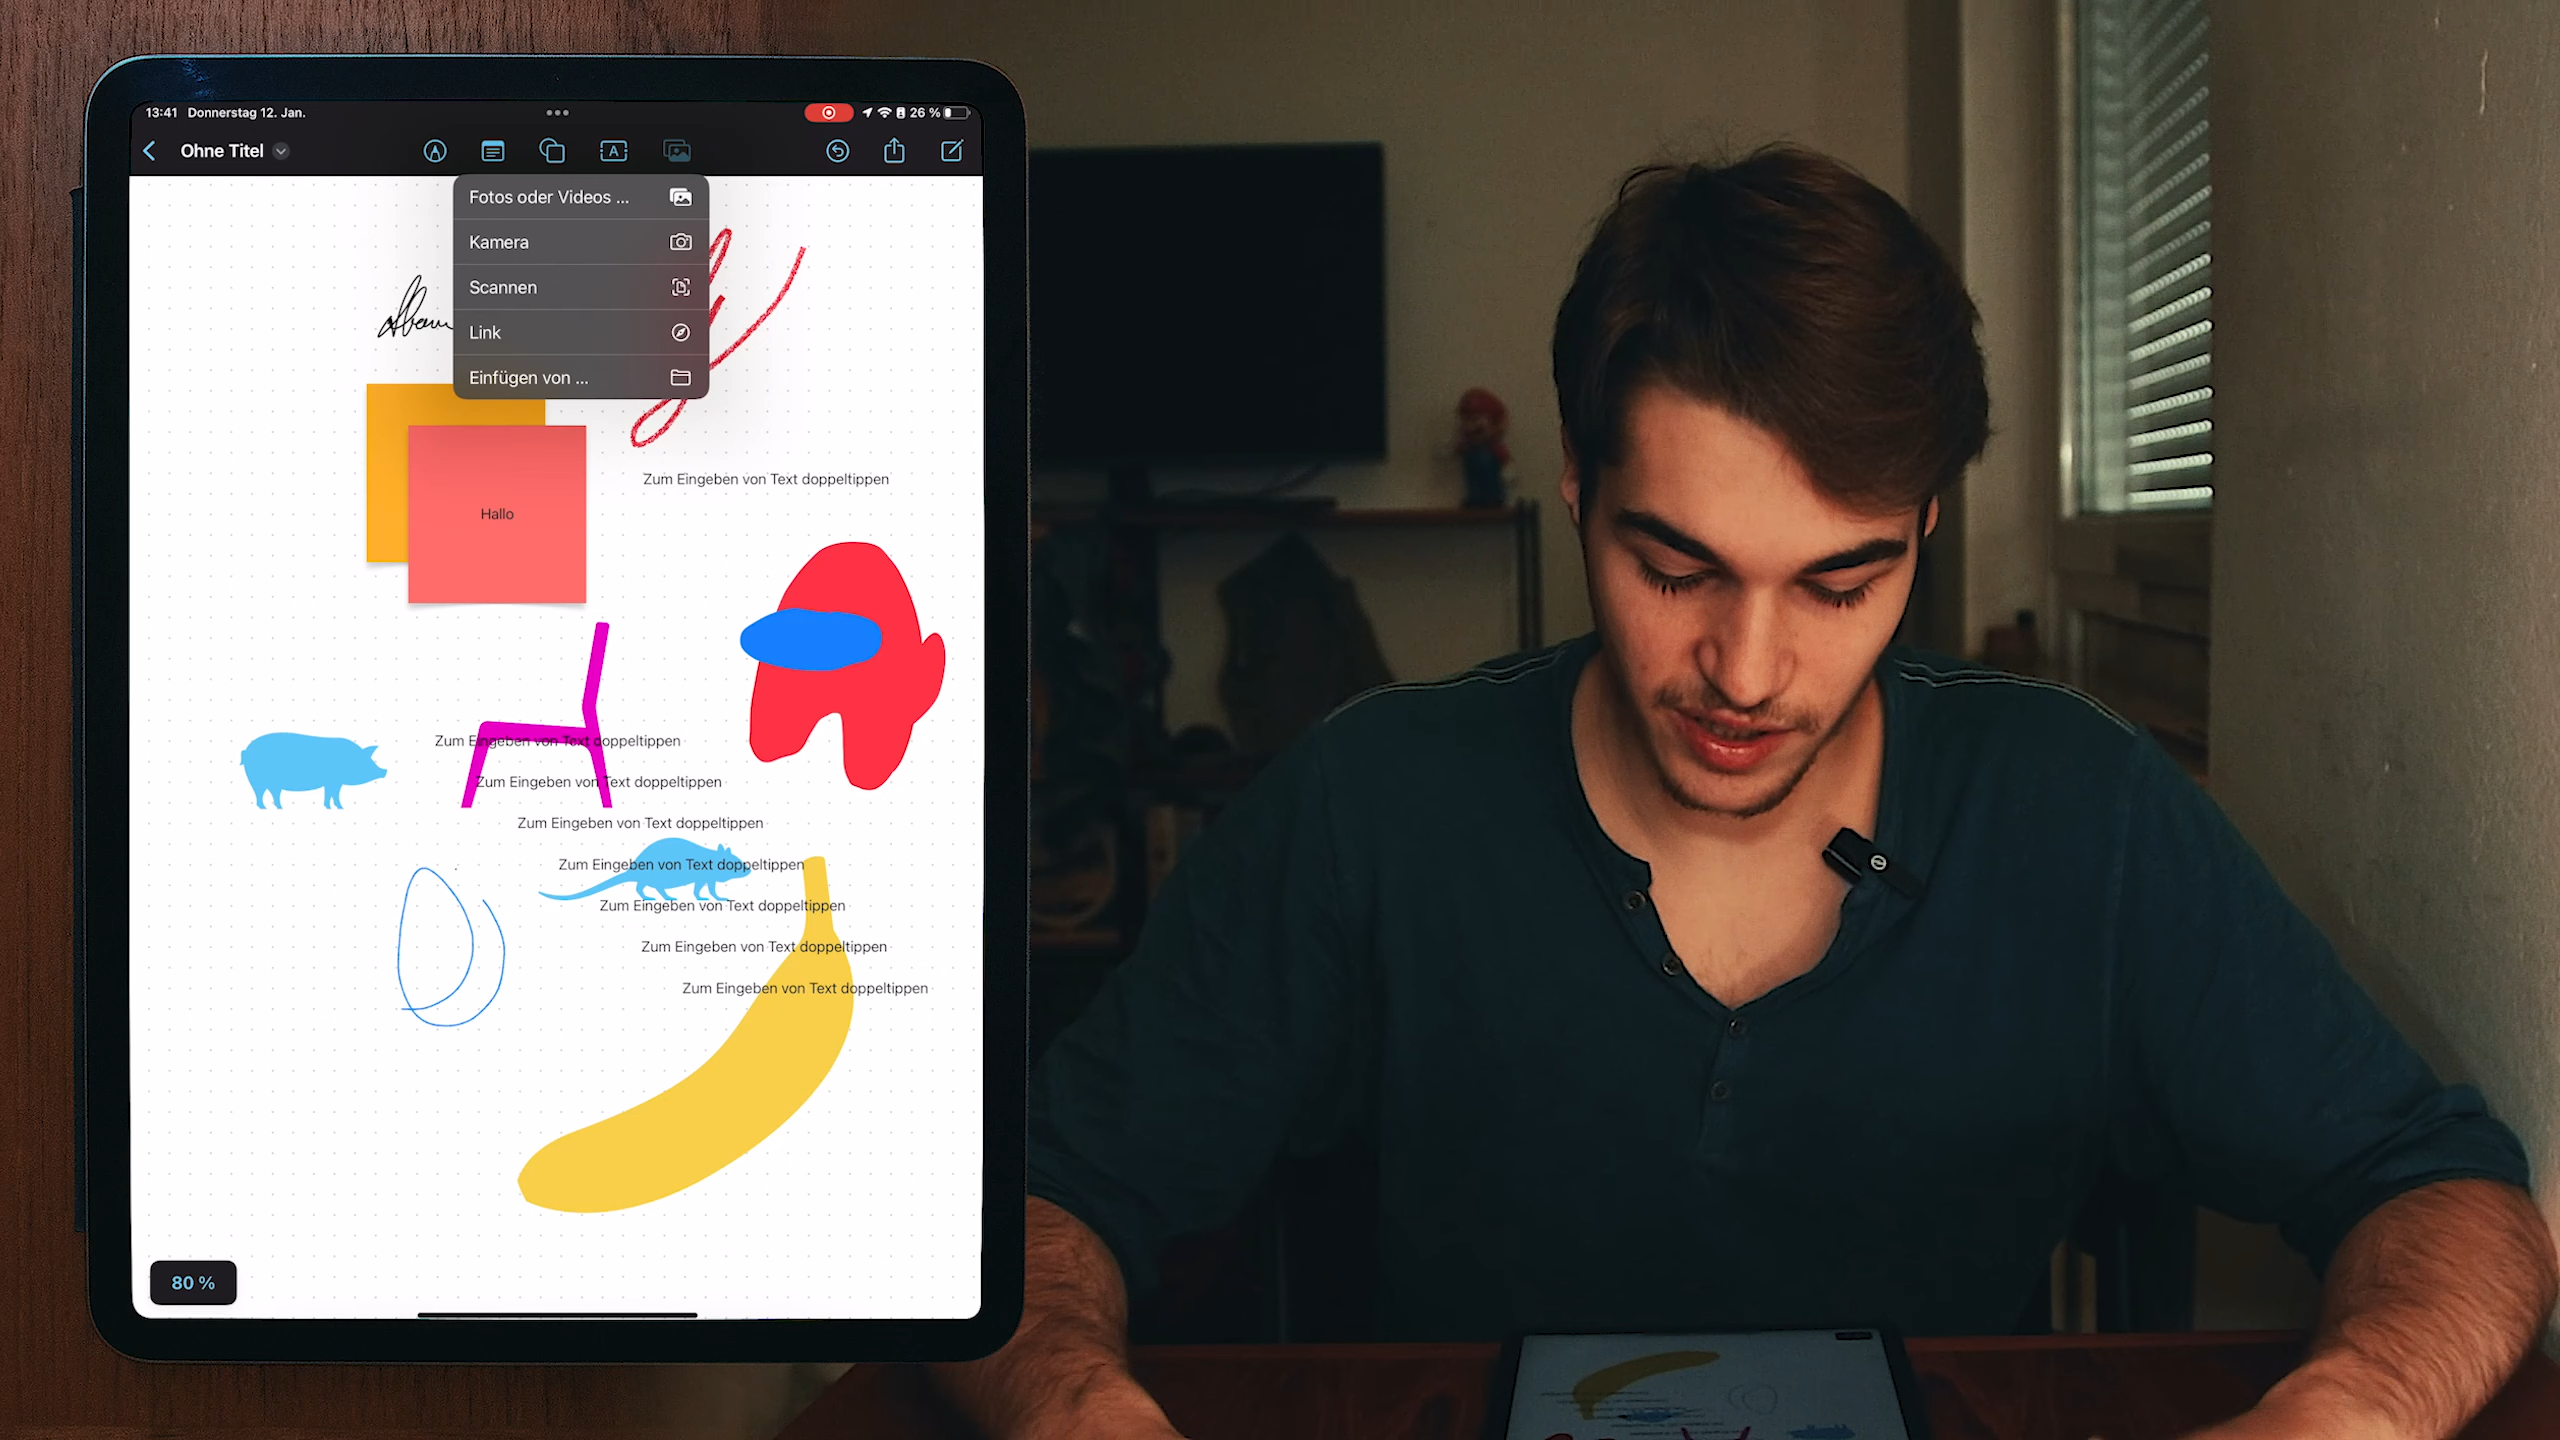 13:41 Donnerstag 12. Jan.
26 %
Ohne Titel
A
Fotos oder Videos ...
Kamera
Scannen
Link
Einfügen von ...
Zum Eingeben von Text doppeltippen
Hallo
Zum Eingeben von Text doppeltippen
Zum Eingeben von Text doppeltippen
Zum Eingeben von Text doppeltippen
Zum Eingeben von Text doppeltippen
Zum Eingeben von Text doppeltippen
Zum Eingeben von Text doppeltippen
Zum Eingeben von Text doppeltippen
80 %